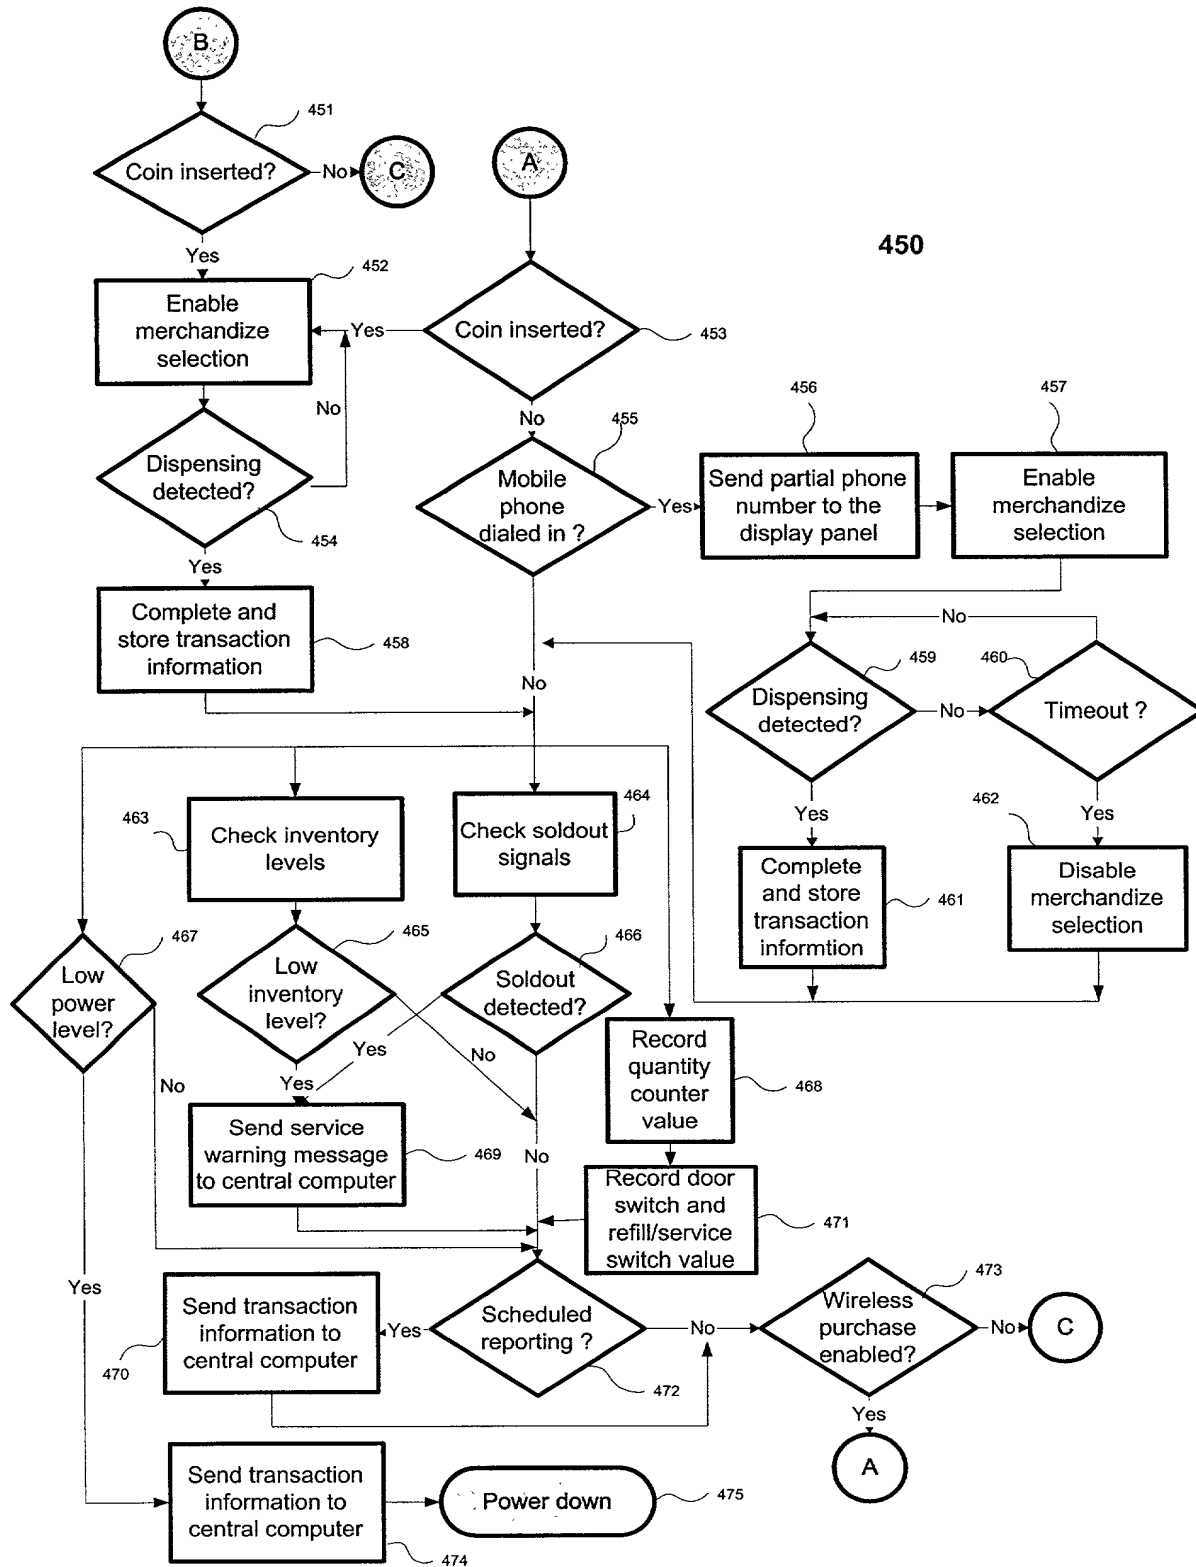 B
451
Coin inserted?
No
C
A
450
Yes
452
Enable
merchandize
selection
Yes
Coin inserted?
453
No
No
455
456
457
Dispensing
detected?
454
Mobile
phone
dialed in ?
Yes
Send partial phone
number to the
display panel
Enable
merchandize
selection
Yes
Complete and
store transaction
information
458
No
No
459
460
Dispensing
detected?
No
Timeout ?
463
Check inventory
levels
464
Check soldout
signals
Yes
Yes
462
Complete
and store
transaction
informtion
461
Disable
merchandize
selection
467
Low
power
level?
465
Low
inventory
level?
466
Soldout
detected?
No
Yes
Yes
No
Record
quantity
counter
value
468
Send service
warning message
to central computer
469
No
Record door
switch and
refill/service
switch value
471
Yes
Send transaction
information to
central computer
470
Yes
Scheduled
reporting ?
472
No
Wireless
purchase
enabled?
473
No
C
Yes
A
Send transaction
information to
central computer
474
Power down
475